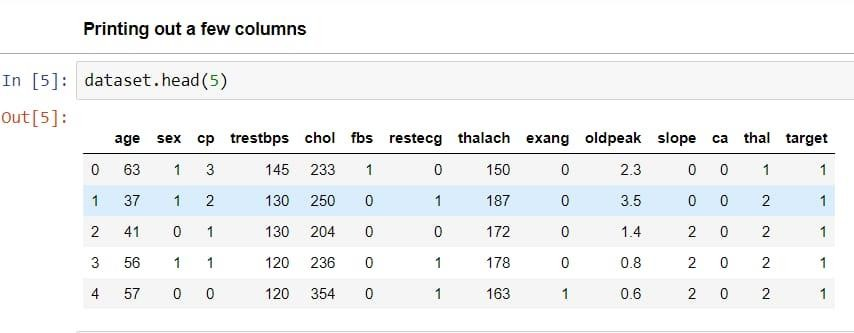 Printing out a few columns
In [5]: dataset.head(5)
Out[5]:
age sex cp trestbps chol fbs restecg thalach exang oldpeak slope ca thal target
0 63 1 3 145 233 1 0 150 0 2.3 0 0 1 1
1 37 1 2 130 250 0 1 187 0 3.5 0 0 2 1
2 41 0 1 130 204 0 0 172 0 1.4 2 0 2 1
3 56 1 1 120 236 0 1 178 0 0.8 2 0 2 1
4 57 0 0 120 354 0 1 163 1 0.6 2 0 2 1